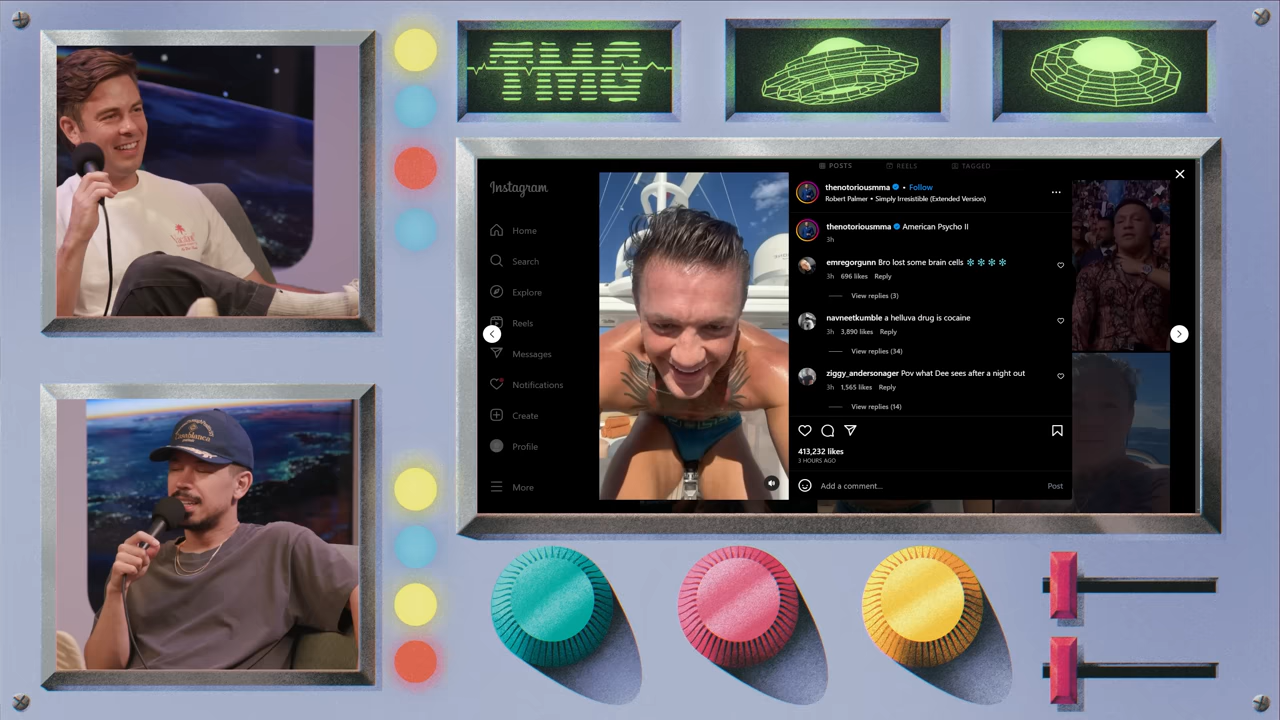 TMG
POSTS
REELS
TAGGED
Instagram
Home
Search
Explore
Reels
Messages
Notifications
Create
Profile
More
thenotoriousmma • Follow
Robert Palmer • Simply Irresistible (Extended Version)
thenotoriousmma American Psycho II
3h
emregorgunn Bro lost some brain cells
3h 696 likes Reply
View replies (3)
navneetkumble a helluva drug is cocaine
3h 3,890 likes Reply
View replies (34)
ziggy_andersonager Pov what Dee sees after a night out
3h 1,565 likes Reply
View replies (14)
413,232 likes
3 HOURS AGO
Add a comment...
Post
Casablanca